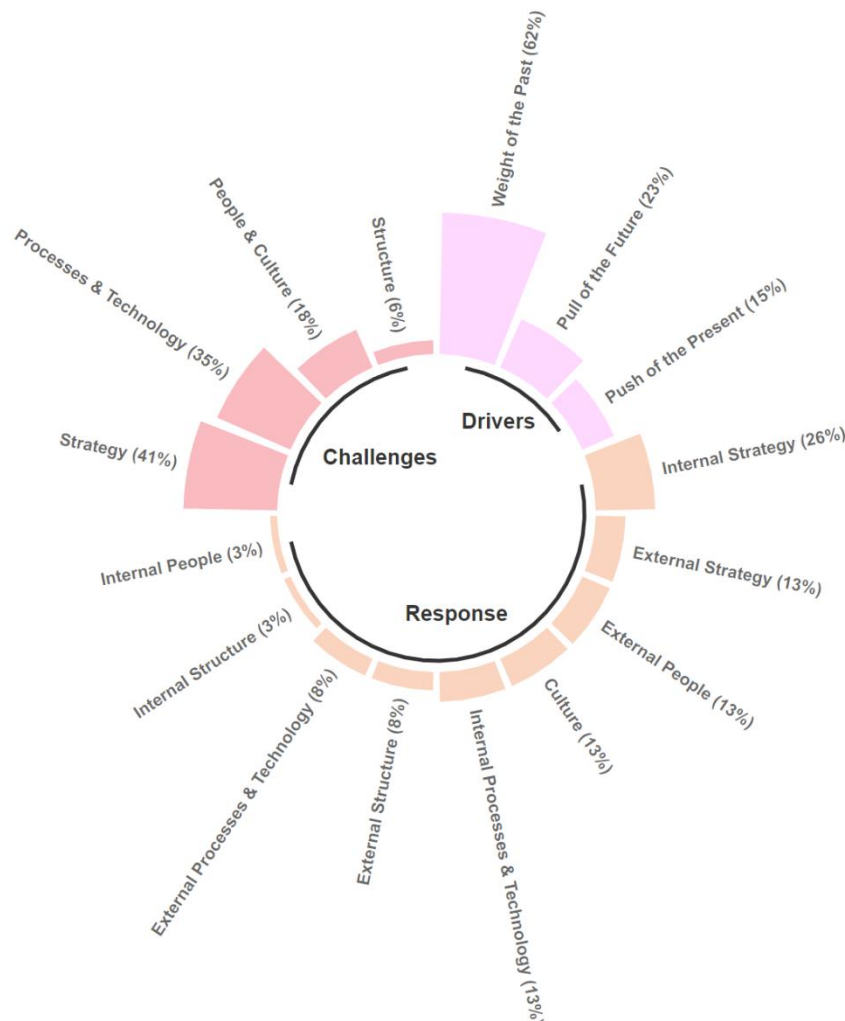 Weight of the Past (62%)
Pull of the Future (23%)
Push of the Present (15%)
Internal Strategy (26%)
External Strategy (13%)
External People (13%)
Culture (13%)
Internal Processes & Technology (13%)
External Structure (8%)
External Processes & Technology (8%)
Internal Structure (3%)
Internal People (3%)
Strategy (41%)
Processes & Technology (35%)
People & Culture (18%)
Structure (6%)
Drivers
Challenges
Response